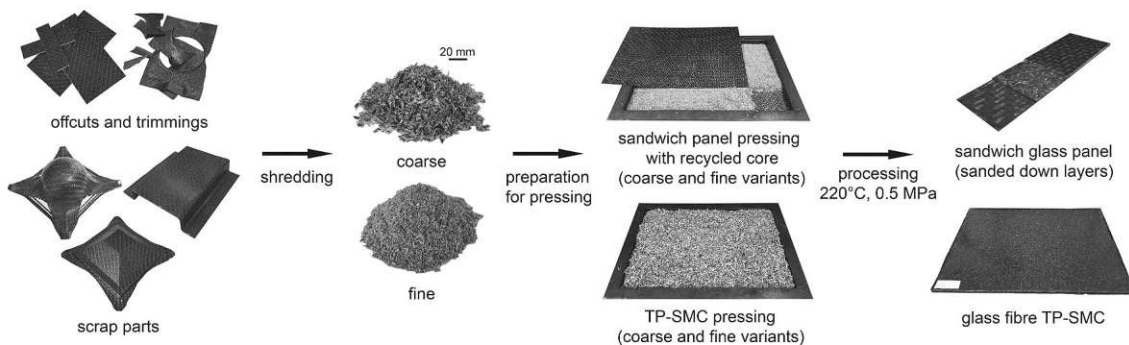 offcuts and trimmings
scrap parts
shredding
20 mm
coarse
fine
preparation
for pressing
sandwich panel pressing
with recycled core
(coarse and fine variants)
TP-SMC pressing
(coarse and fine variants)
processing
220°C, 0.5 MPa
sandwich glass panel
(sanded down layers)
glass fibre TP-SMC